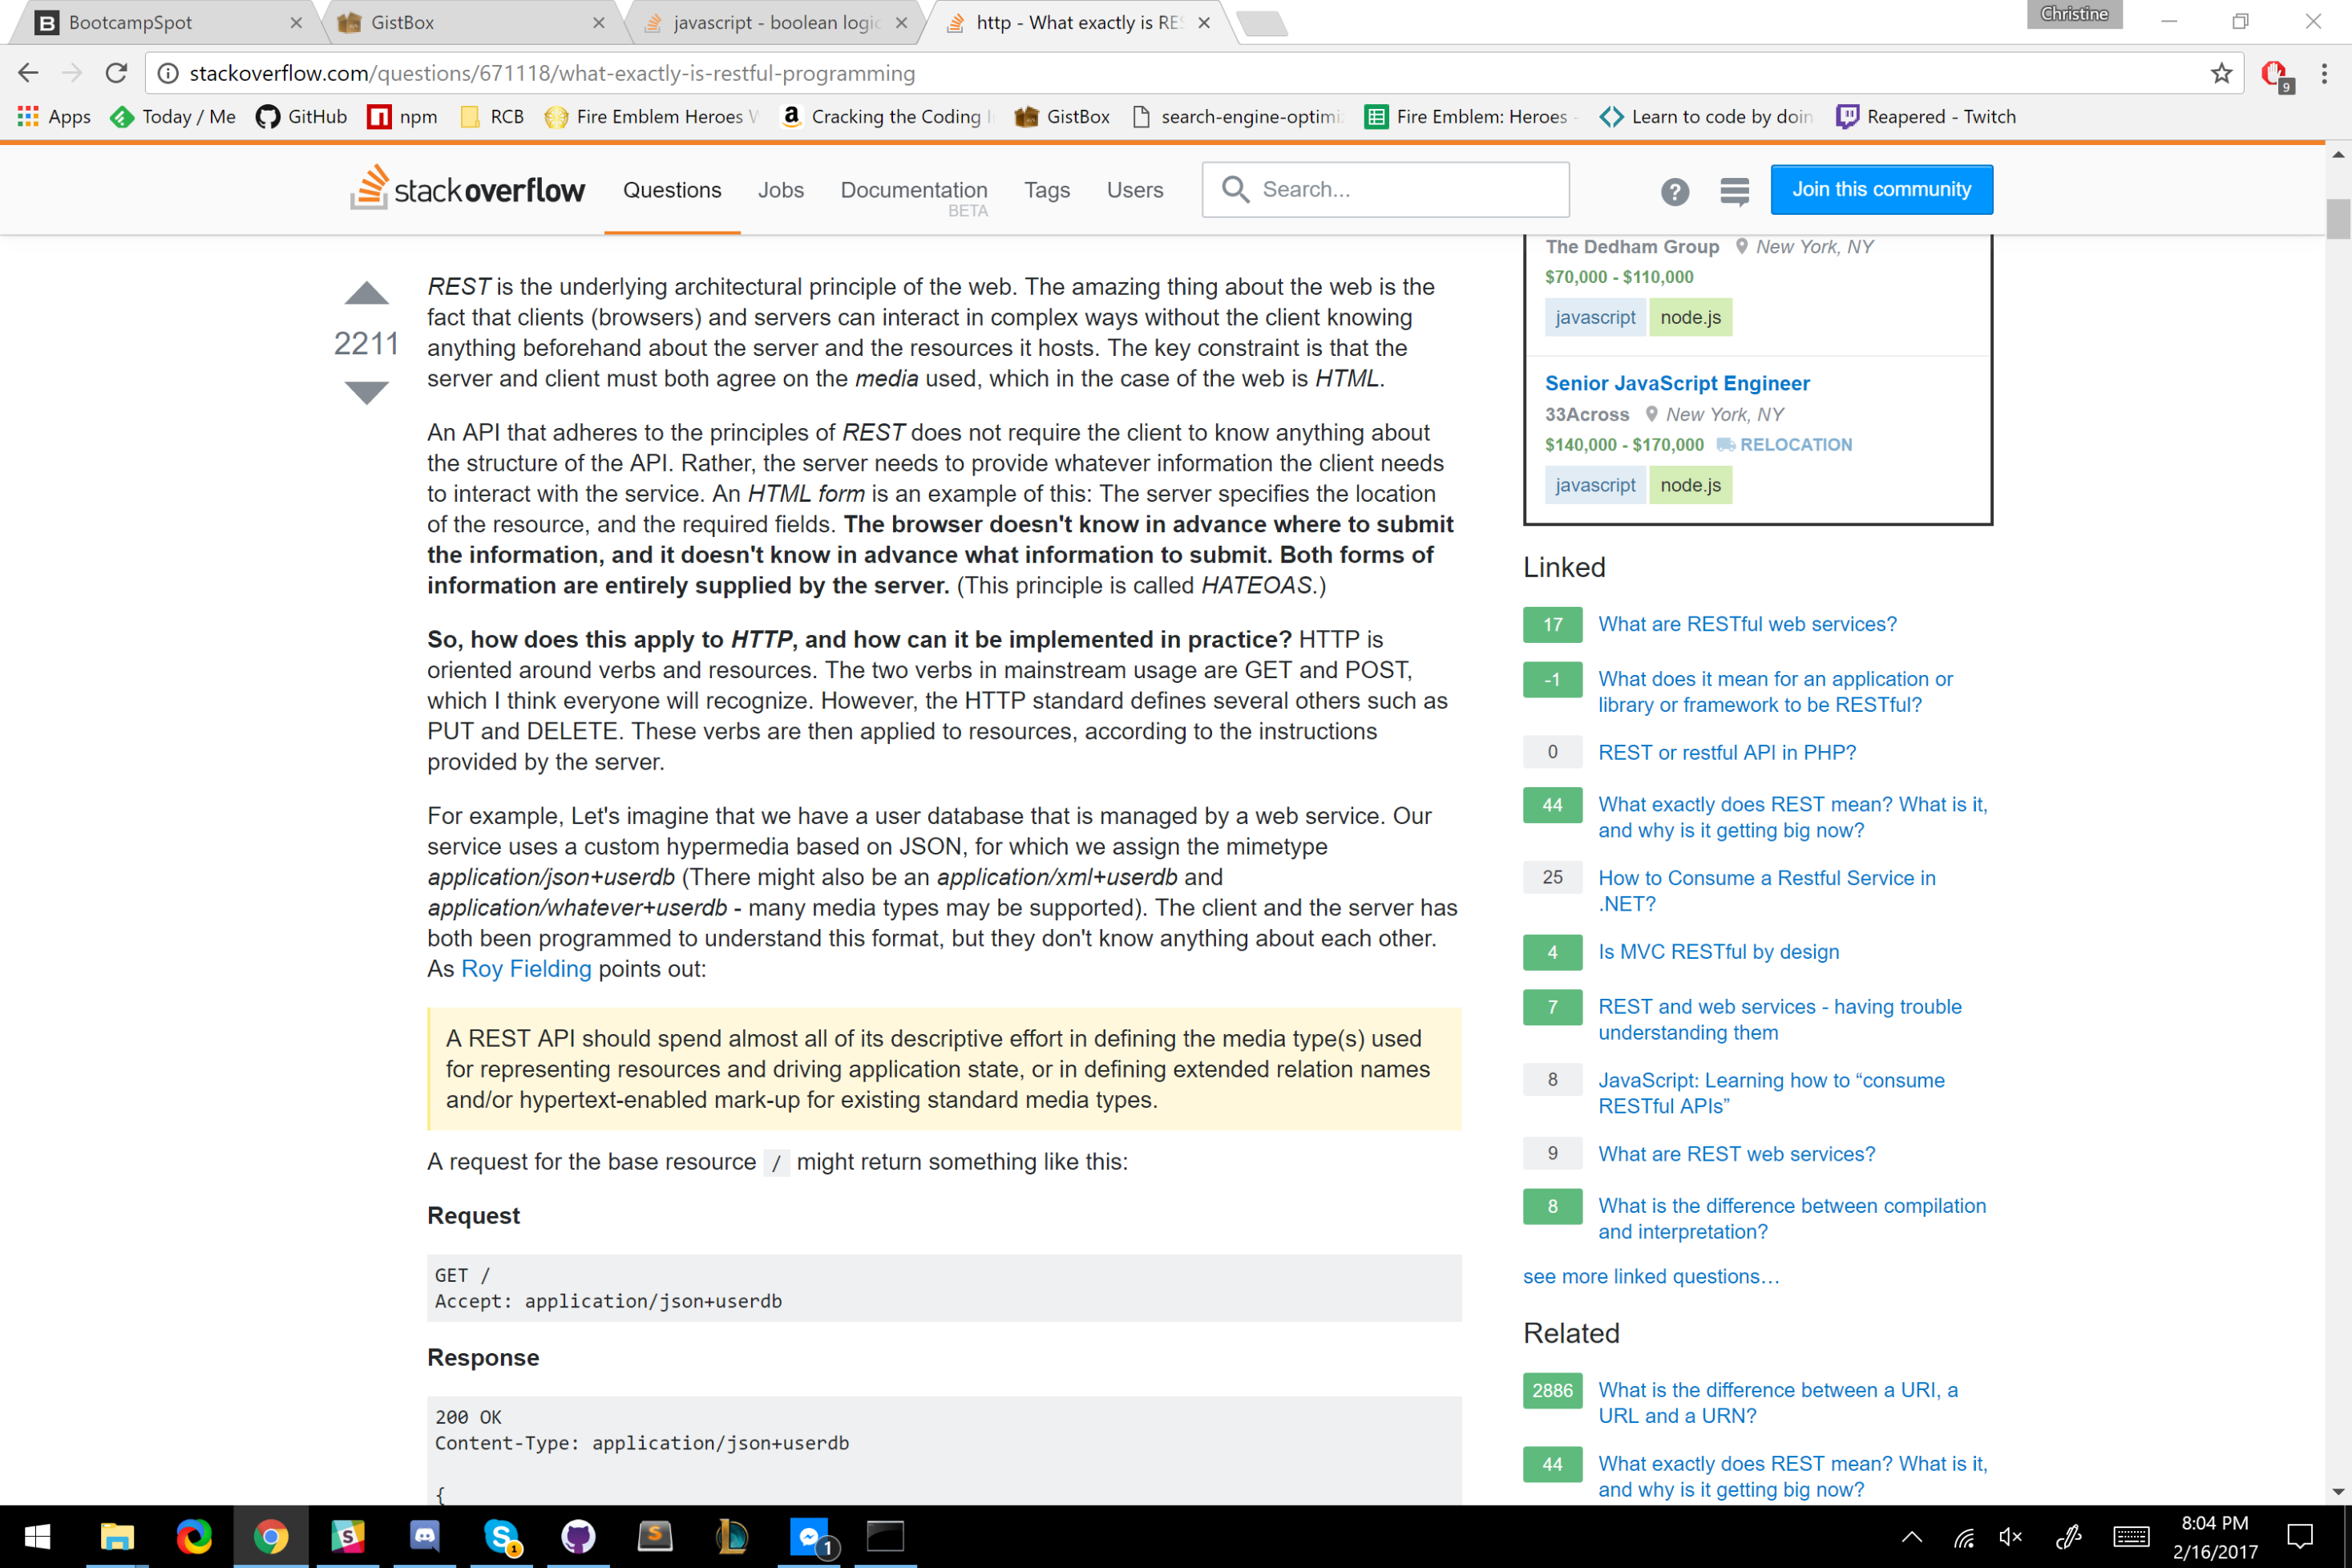 BootcampSpot
GistBox
javascript - boolean logic
http - What exactly is RES
Christine
stackoverflow.com/questions/671118/what-exactly-is-restful-programming
9
Apps
Today / Me
GitHub
npm
RCB
Fire Emblem Heroes W
Cracking the Coding I
GistBox
search-engine-optimi
Fire Emblem: Heroes -
Learn to code by doin
Reapered - Twitch
stackoverflow
Questions
Jobs
Documentation
BETA
Tags
Users
Search...
Join this community
2211
REST is the underlying architectural principle of the web. The amazing thing about the web is the
fact that clients (browsers) and servers can interact in complex ways without the client knowing
anything beforehand about the server and the resources it hosts. The key constraint is that the
server and client must both agree on the media used, which in the case of the web is HTML.
An API that adheres to the principles of REST does not require the client to know anything about
the structure of the API. Rather, the server needs to provide whatever information the client needs
to interact with the service. An HTML form is an example of this: The server specifies the location
of the resource, and the required fields. The browser doesn't know in advance where to submit
the information, and it doesn't know in advance what information to submit. Both forms of
information are entirely supplied by the server. (This principle is called HATEOAS.)
So, how does this apply to HTTP, and how can it be implemented in practice? HTTP is
oriented around verbs and resources. The two verbs in mainstream usage are GET and POST,
which I think everyone will recognize. However, the HTTP standard defines several others such as
PUT and DELETE. These verbs are then applied to resources, according to the instructions
provided by the server.
For example, Let's imagine that we have a user database that is managed by a web service. Our
service uses a custom hypermedia based on JSON, for which we assign the mimetype
application/json+userdb (There might also be an application/xml+userdb and
application/whatever+userdb - many media types may be supported). The client and the server has
both been programmed to understand this format, but they don't know anything about each other.
As Roy Fielding points out:
A REST API should spend almost all of its descriptive effort in defining the media type(s) used
for representing resources and driving application state, or in defining extended relation names
and/or hypertext-enabled mark-up for existing standard media types.
A request for the base resource / might return something like this:
Request
GET /
Accept: application/json+userdb
Response
200 OK
Content-Type: application/json+userdb
{
The Dedham Group New York, NY
$70,000 - $110,000
javascript node.js
Senior JavaScript Engineer
33Across New York, NY
$140,000 - $170,000 RELOCATION
javascript node.js
Linked
17 What are RESTful web services?
-1 What does it mean for an application or
library or framework to be RESTful?
0 REST or restful API in PHP?
44 What exactly does REST mean? What is it,
and why is it getting big now?
25 How to Consume a Restful Service in
.NET?
4 Is MVC RESTful by design
7 REST and web services - having trouble
understanding them
8 JavaScript: Learning how to “consume
RESTful APIs”
9 What are REST web services?
8 What is the difference between compilation
and interpretation?
see more linked questions…
Related
2886 What is the difference between a URI, a
URL and a URN?
44 What exactly does REST mean? What is it,
and why is it getting big now?
1
1
8:04 PM
2/16/2017